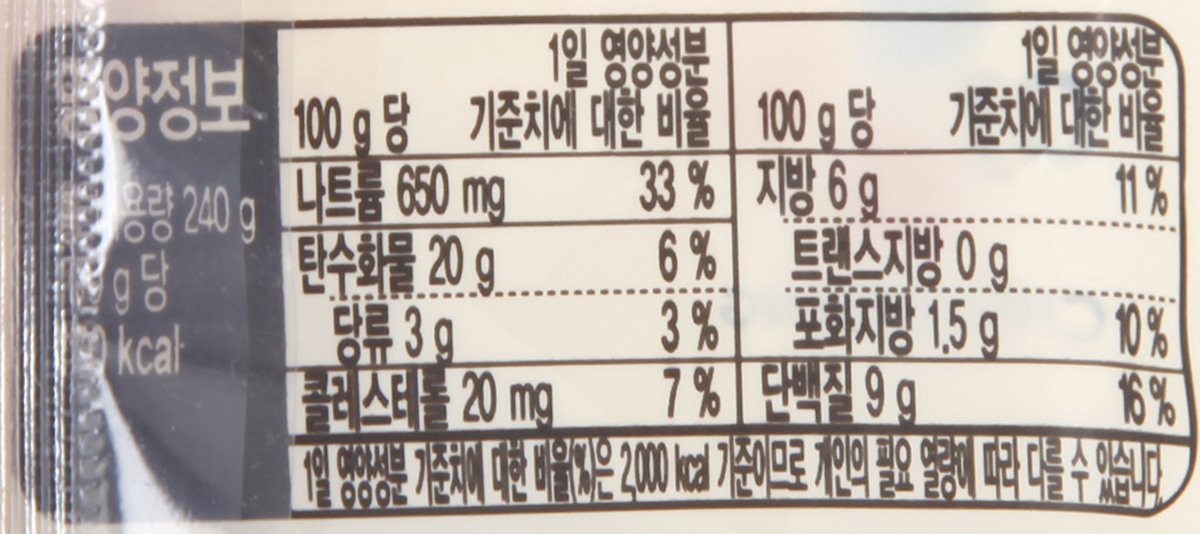 양정보
용량 240 g
g 당
kcal
1일 영양성분
100 g 당 기준치에 대한 비율
나트륨 650 mg 33 %
탄수화물 20 g 6 %
당류 3 g 3 %
콜레스테롤 20 mg 7 %
1일 영양성분
100 g 당 기준치에 대한 비율
지방 6 g 11 %
트랜스지방 0 g
포화지방 1.5 g 10 %
단백질 9 g 16 %
1일 영양성분 기준치에 대한 비율(%)은 2,000 kcal 기준이므로 개인의 필요 열량에 따라 다를 수 있습니다.